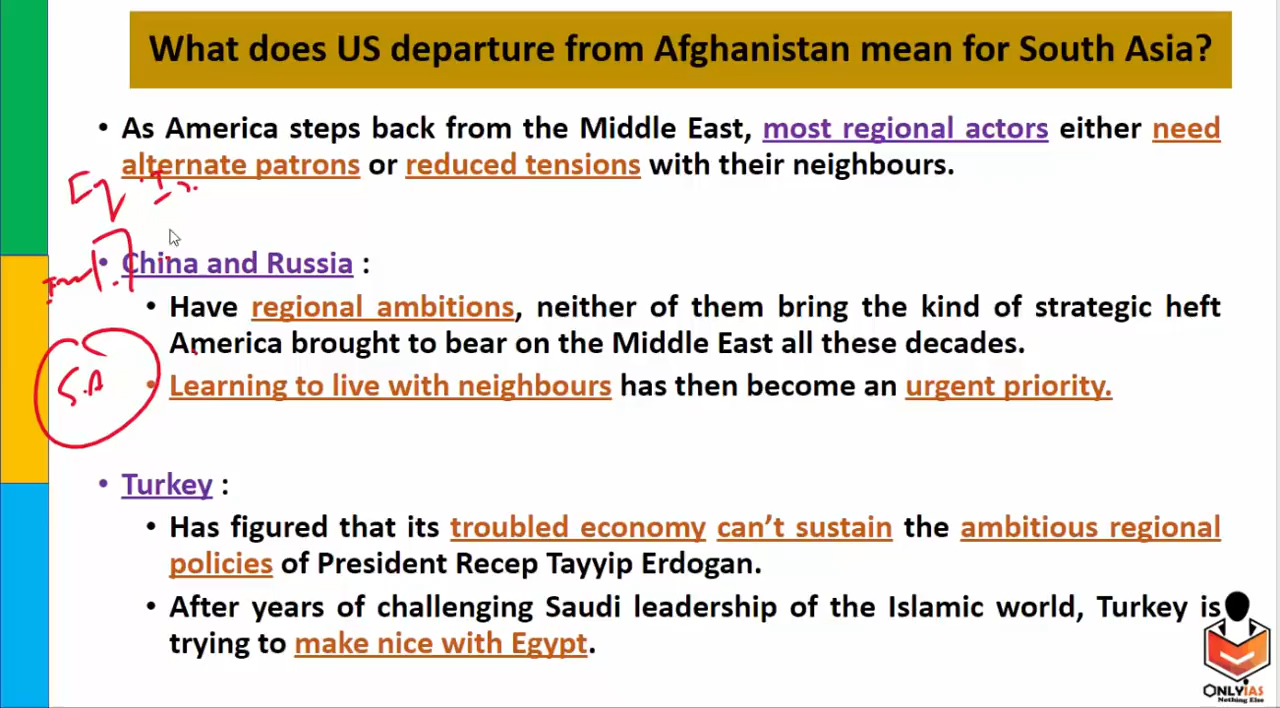 What does US departure from Afghanistan mean for South Asia?
• As America steps back from the Middle East, most regional actors either need
alternate patrons or reduced tensions with their neighbours.
• China and Russia :
• Have regional ambitions, neither of them bring the kind of strategic heft
America brought to bear on the Middle East all these decades.
S.A
• Learning to live with neighbours has then become an urgent priority.
• Turkey :
• Has figured that its troubled economy can't sustain the ambitious regional
policies of President Recep Tayyip Erdogan.
• After years of challenging Saudi leadership of the Islamic world, Turkey is
trying to make nice with Egypt.
ONLYIAS
Nothing Else